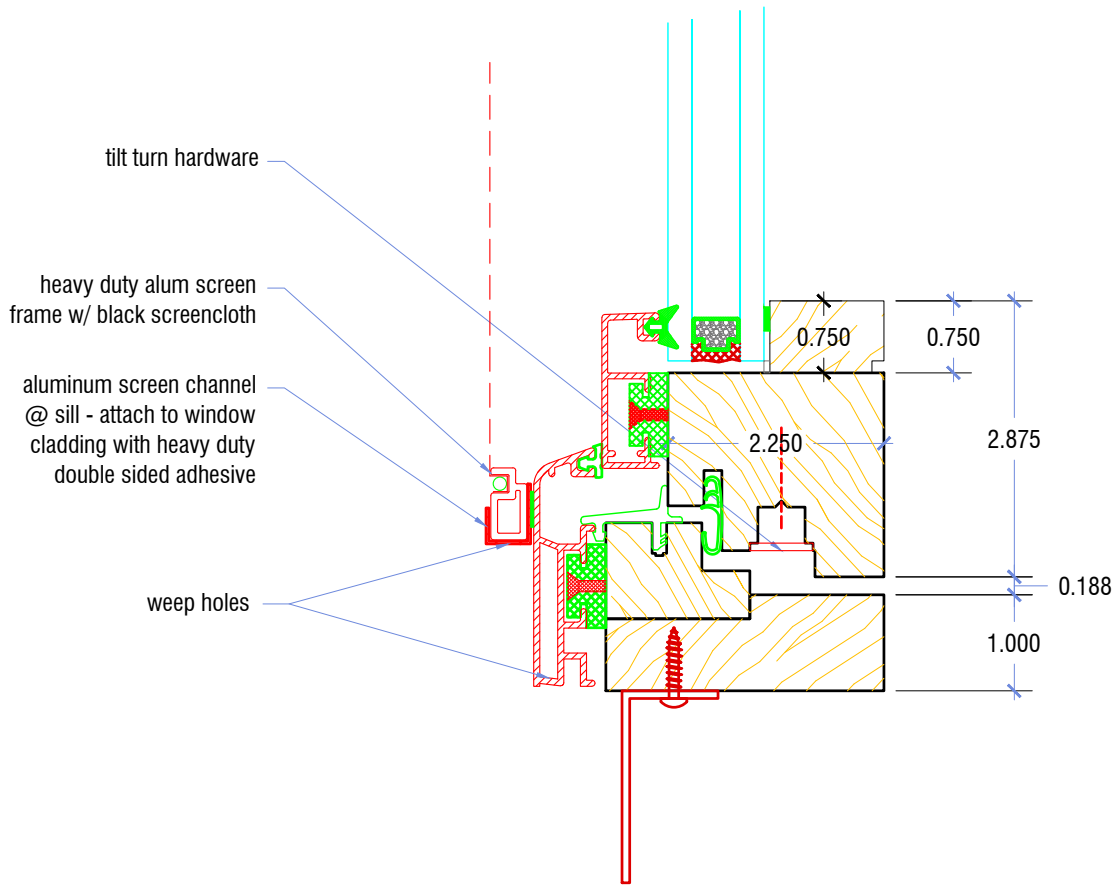 tilt turn hardware
heavy duty alum screen
frame w/ black screencloth
aluminum screen channel
@ sill - attach to window
cladding with heavy duty
double sided adhesive
weep holes
0.750
0.750
2.250
2.875
0.188
1.000